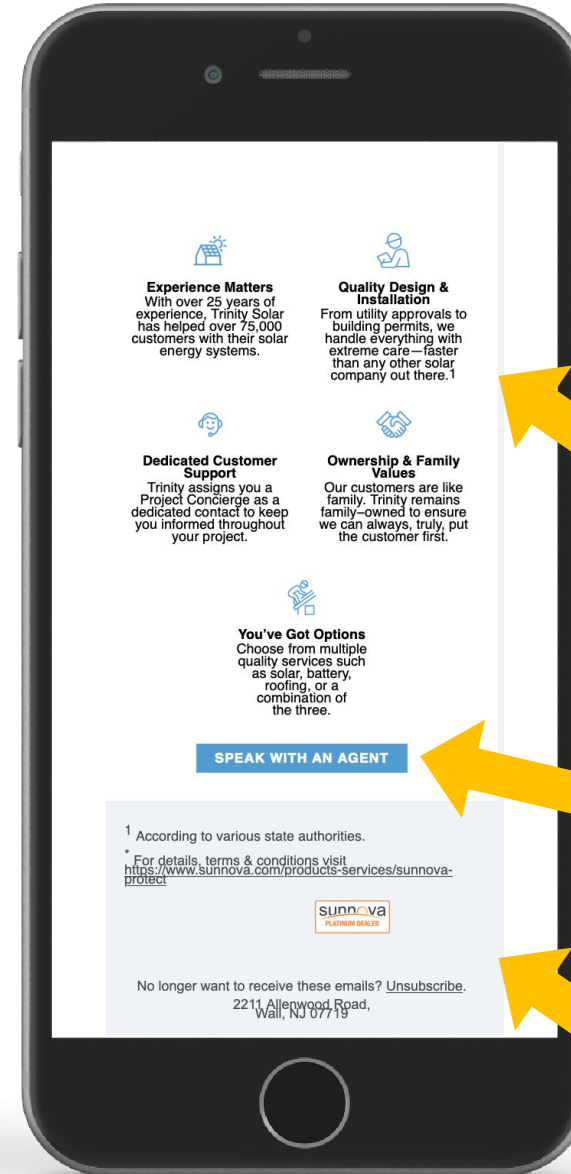 Experience Matters
With over 25 years of
experience, Trinity Solar
has helped over 75,000
customers with their solar
energy systems.
Quality Design &
Installation
From utility approvals to
building permits, we
handle everything with
extreme care—faster
than any other solar
company out there.1
Dedicated Customer
Support
Trinity assigns you a
Project Concierge as a
dedicated contact to keep
you informed throughout
your project.
Ownership & Family
Values
Our customers are like
family. Trinity remains
family–owned to ensure
we can always, truly, put
the customer first.
You've Got Options
Choose from multiple
quality services such
as solar, battery,
roofing, or a
combination of
the three.
SPEAK WITH AN AGENT
1 According to various state authorities.
* For details, terms & conditions visit
https://www.sunnova.com/products-services/sunnova-
protect
sunnova
PLATINUM DEALER
No longer want to receive these emails? Unsubscribe.
2211 Allenwood Road,
Wall, NJ 07719